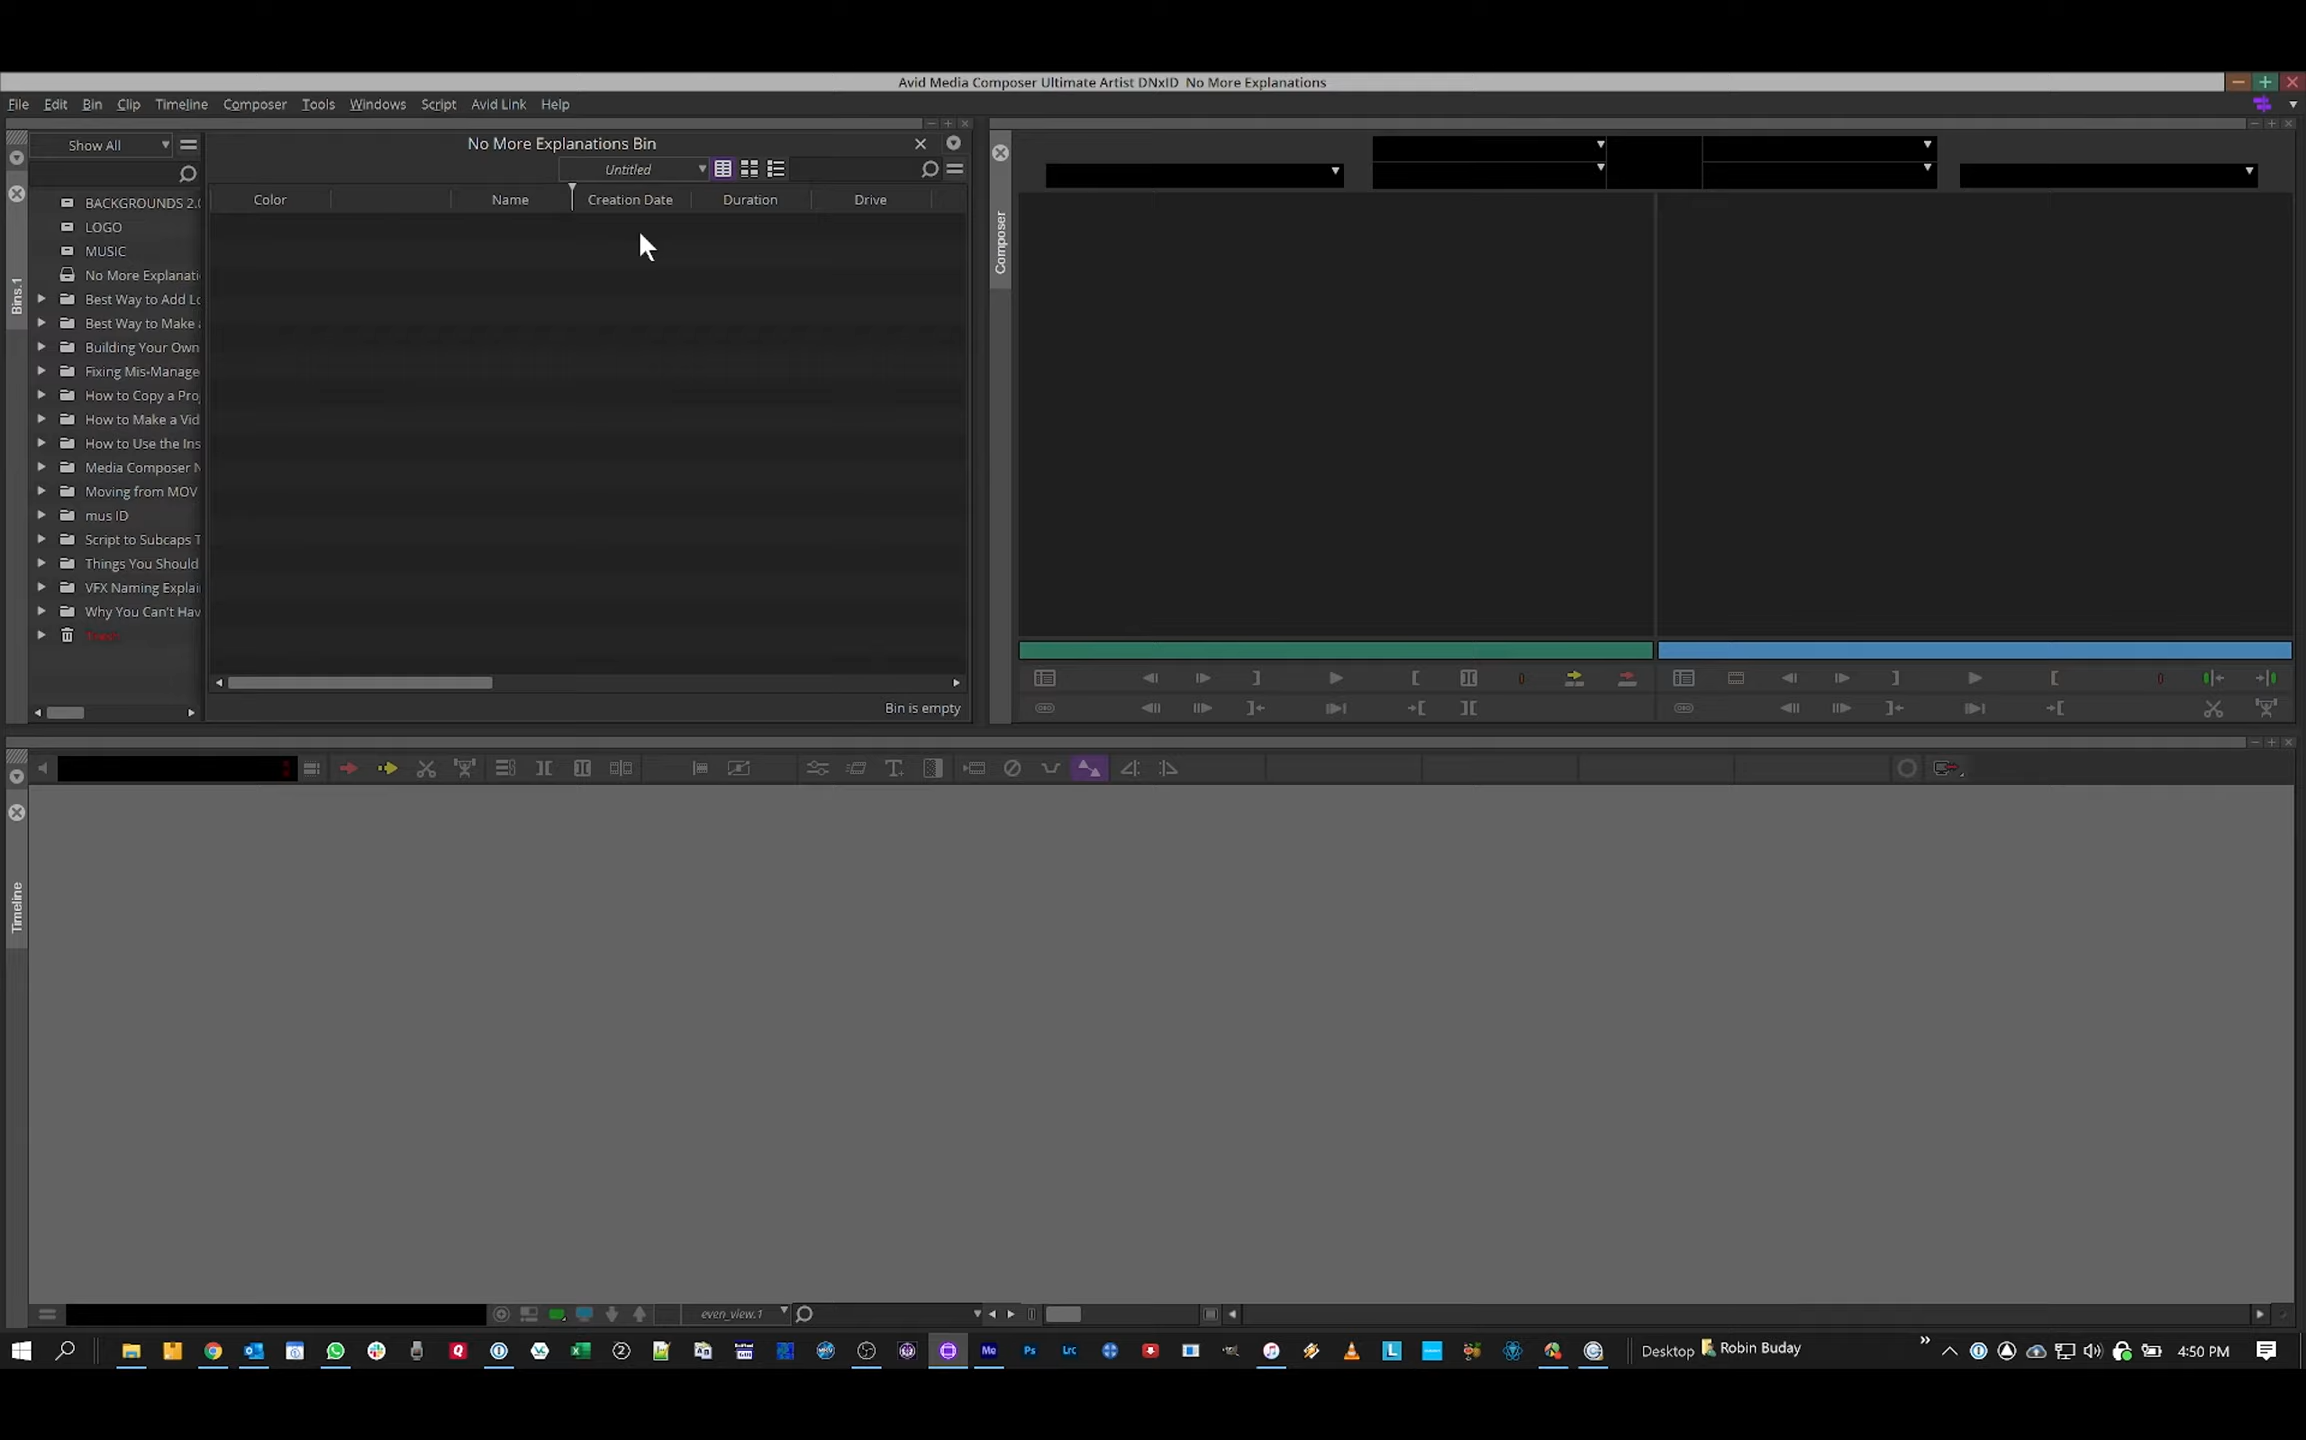 Avid Media Composer Ultimate Artist DNxID  No More Explanations
File Edit Bin Clip Timeline Composer Tools Windows Script Avid Link Help
Show All
No More Explanations Bin
Untitled
Color Name Creation Date Duration Drive
Bins.1
BACKGROUNDS 2.0
LOGO
MUSIC
No More Explanati
Best Way to Add Lo
Best Way to Make a
Building Your Own
Fixing Mis-Manage
How to Copy a Proj
How to Make a Vid
How to Use the Ins
Media Composer N
Moving from MOV
mus ID
Script to Subcaps T
Things You Should
VFX Naming Explai
Why You Can't Hav
Bin is empty
Composer
Timeline
even_view.1
Desktop Robin Buday
4:50 PM